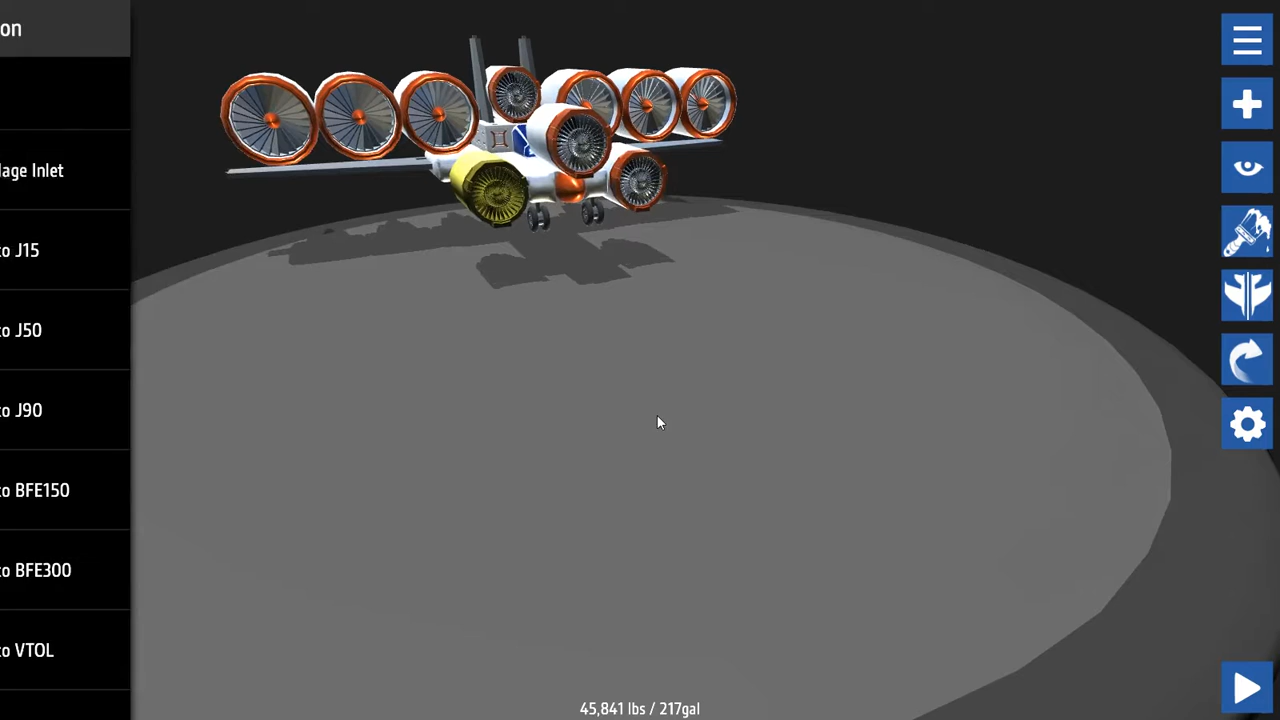 on
lage Inlet
to J15
to J50
to J90
to BFE150
to BFE300
to VTOL
45,841 lbs / 217gal